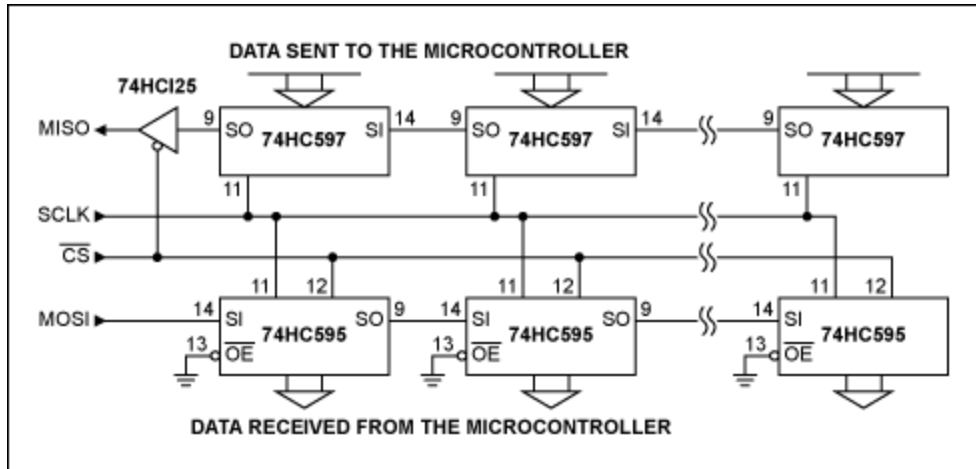 DATA SENT TO THE MICROCONTROLLER
74HCI25
MISO
9
SO
74HC597
SI
14
9
SO
74HC597
SI
14
9
SO
74HC597
11
11
11
SCLK
CS
11
12
11
12
11
12
MOSI
14
SI
74HC595
SO
9
14
SI
74HC595
SO
9
14
SI
74HC595
13
OE
13
OE
13
OE
DATA RECEIVED FROM THE MICROCONTROLLER